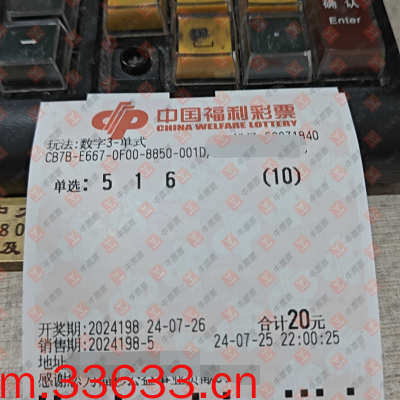 确认
Enter
中国福利彩票
CHINA WELFARE LOTTERY
玩法:数字3-单式
CB7B-E667-0F00-8850-001D,
单选: 5 1 6 (10)
开奖期:2024198 24-07-26 合计20元
销售期:2024198-5 24-07-25 22:00:25
地址
感谢
m.33633.cn